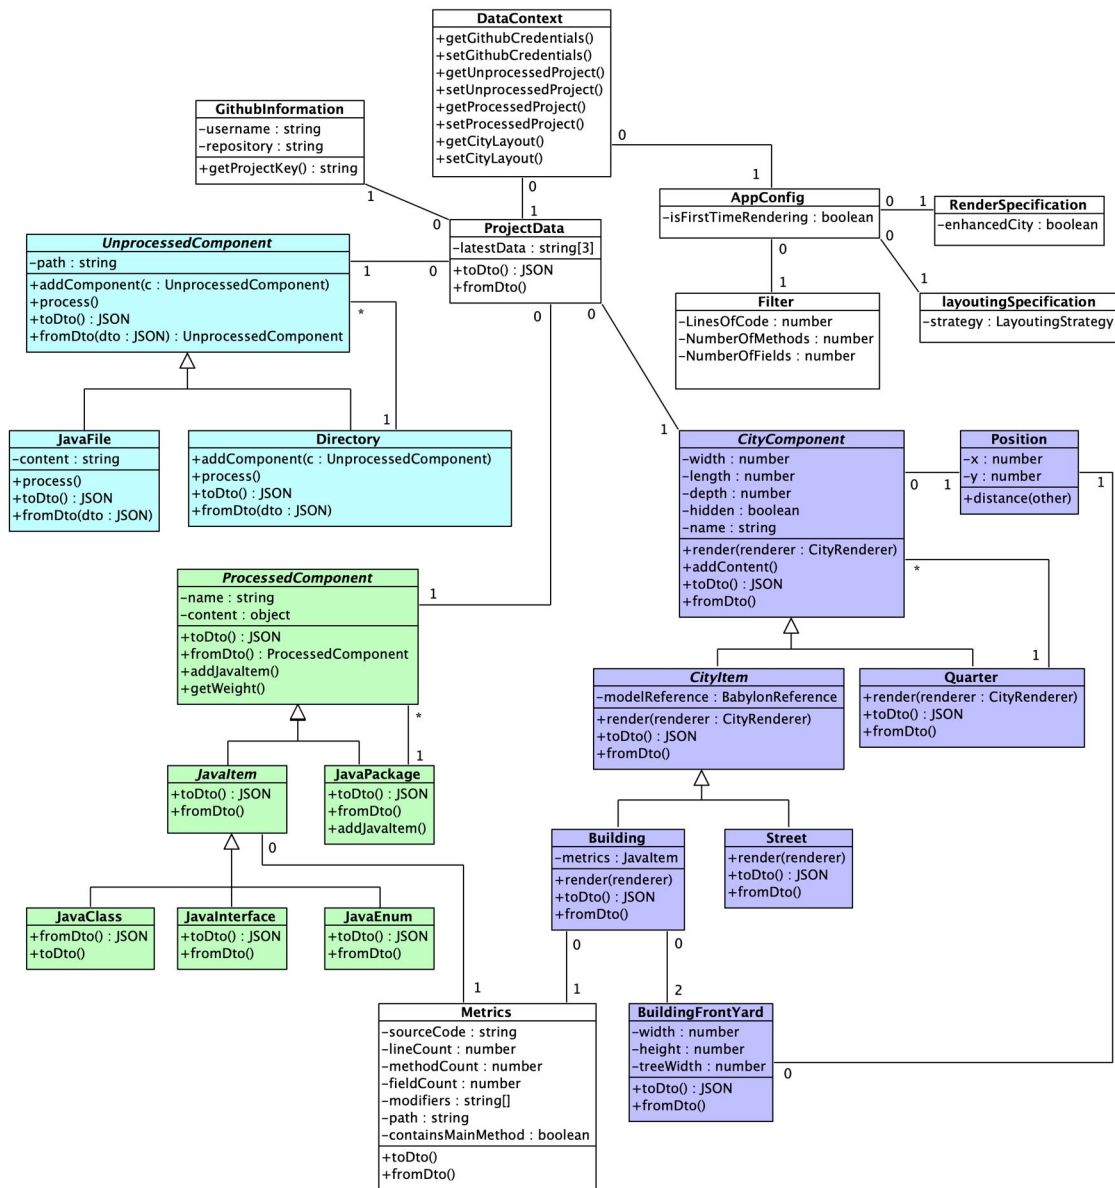 DataContext
+getGithubCredentials()
+setGithubCredentials()
+getUnprocessedProject()
+setUnprocessedProject()
+getProcessedProject()
+setProcessedProject()
+getCityLayout()
+setCityLayout()
0
1
0
1
GithubInformation
-username : string
-repository : string
+getProjectKey() : string
1
0
AppConfig
-isFirstTimeRendering : boolean
0
1
0
1
0
1
RenderSpecification
-enhancedCity : boolean
ProjectData
-latestData : string[3]
+toDto() : JSON
+fromDto()
UnprocessedComponent
-path : string
+addComponent(c : UnprocessedComponent)
+process()
+toDto() : JSON
+fromDto(dto : JSON) : UnprocessedComponent
1
0
*
1
0
0
Filter
-LinesOfCode : number
-NumberOfMethods : number
-NumberOfFields : number
layoutingSpecification
-strategy : LayoutingStrategy
JavaFile
-content : string
+process()
+toDto() : JSON
+fromDto(dto : JSON)
Directory
+addComponent(c : UnprocessedComponent)
+process()
+toDto() : JSON
+fromDto(dto : JSON)
1
CityComponent
-width : number
-length : number
-depth : number
-hidden : boolean
-name : string
+render(renderer : CityRenderer)
+addContent()
+toDto() : JSON
+fromDto()
0
1
Position
-x : number
-y : number
+distance(other)
1
*
1
ProcessedComponent
-name : string
-content : object
+toDto() : JSON
+fromDto() : ProcessedComponent
+addJavaItem()
+getWeight()
1
*
1
CityItem
-modelReference : BabylonReference
+render(renderer : CityRenderer)
+toDto() : JSON
+fromDto()
Quarter
+render(renderer : CityRenderer)
+toDto() : JSON
+fromDto()
JavaItem
+toDto() : JSON
+fromDto()
0
JavaPackage
+toDto() : JSON
+fromDto()
+addJavaItem()
Building
-metrics : JavaItem
+render(renderer)
+toDto() : JSON
+fromDto()
Street
+render(renderer)
+toDto() : JSON
+fromDto()
JavaClass
+fromDto() : JSON
+toDto()
JavaInterface
+toDto() : JSON
+fromDto()
JavaEnum
+toDto() : JSON
+fromDto()
0
0
1
1
2
Metrics
-sourceCode : string
-lineCount : number
-methodCount : number
-fieldCount : number
-modifiers : string[]
-path : string
-containsMainMethod : boolean
+toDto()
+fromDto()
BuildingFrontYard
-width : number
-height : number
-treeWidth : number
+toDto() : JSON
+fromDto()
0